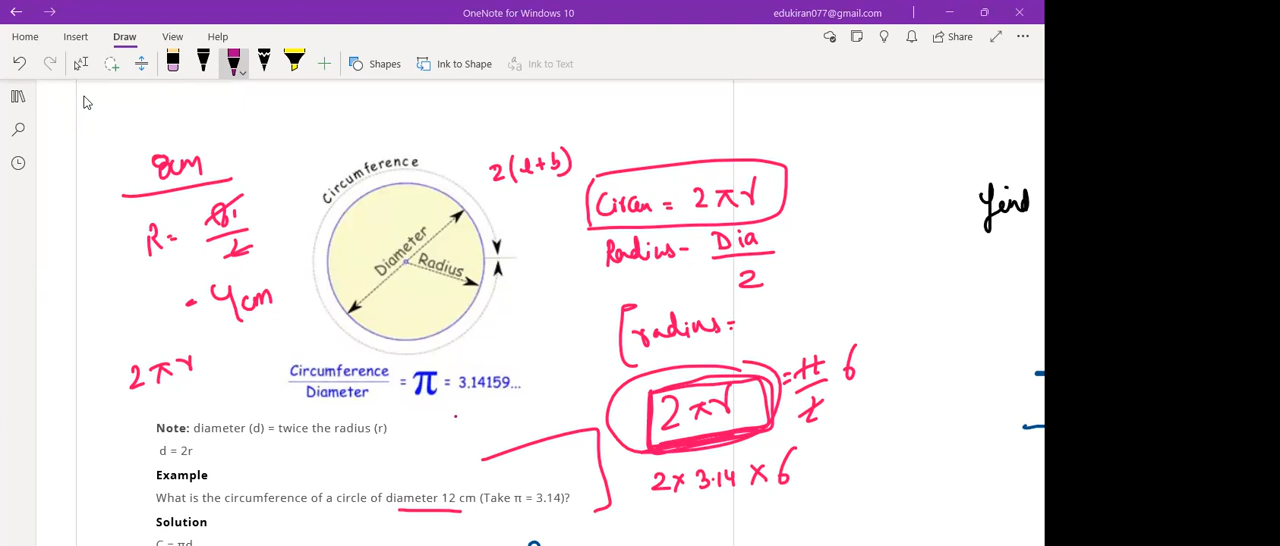 OneNote for Windows 10
edukiran077@gmail.com
Home Insert Draw View Help
Share
Shapes
Ink to Shape
Ink to Text
8cm
R = 8/2
4cm
2πr
Circumference
Diameter
Radius
2(l+b)
Circum = 2πr
Radius - Dia/2
radius =
2πr = 12/2 6
2 x 3.14 x 6
find
Circumference/Diameter = π = 3.14159...
Note: diameter (d) = twice the radius (r)
d = 2r
Example
What is the circumference of a circle of diameter 12 cm (Take π = 3.14)?
Solution
C = πd